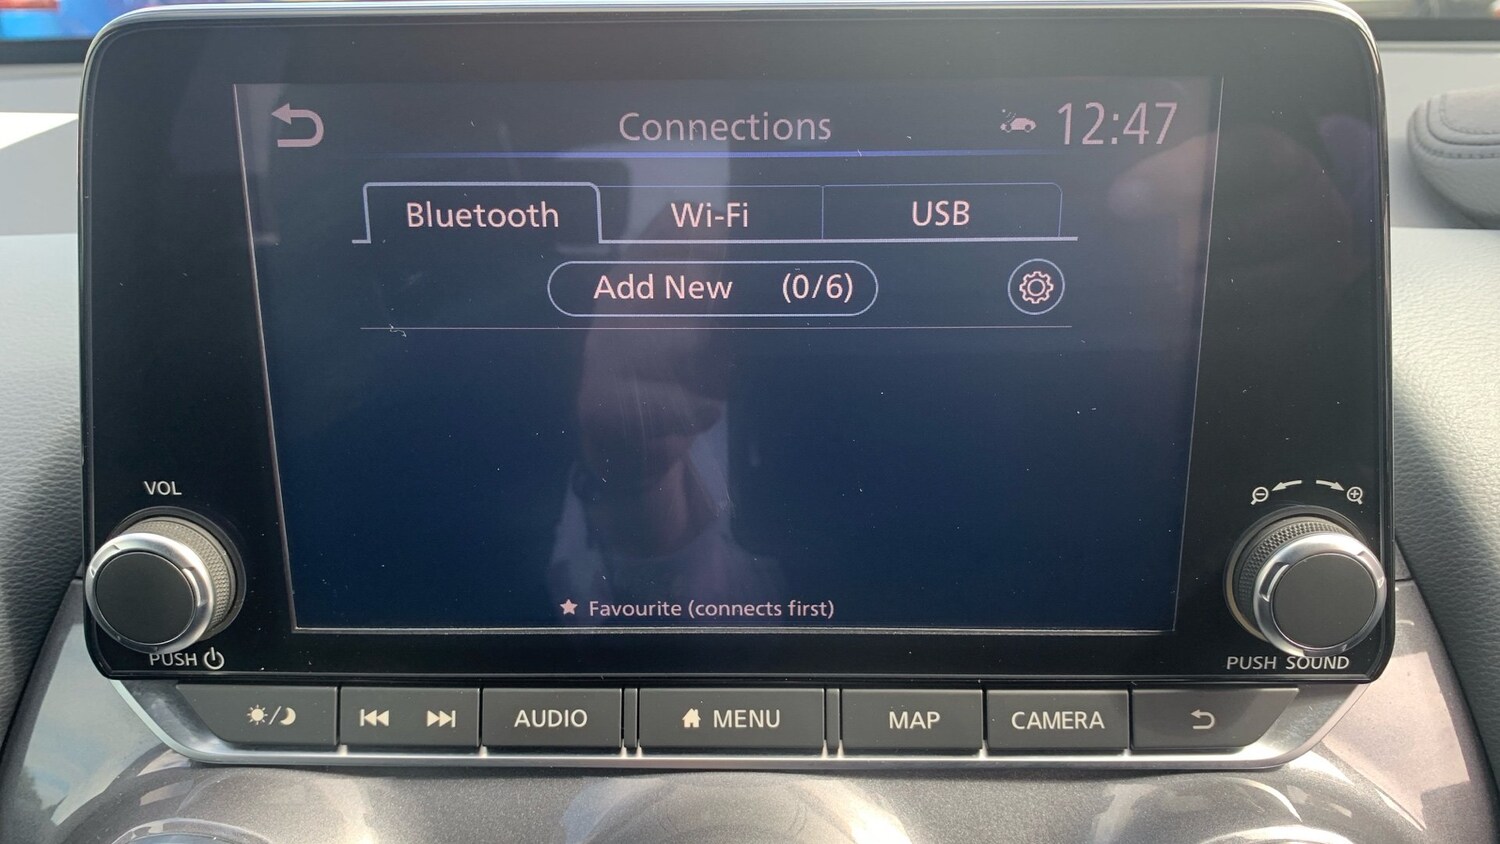 Connections
12:47
Bluetooth
Wi-Fi
USB
Add New (0/6)
★ Favourite (connects first)
VOL
PUSH
PUSH SOUND
AUDIO
MENU
MAP
CAMERA